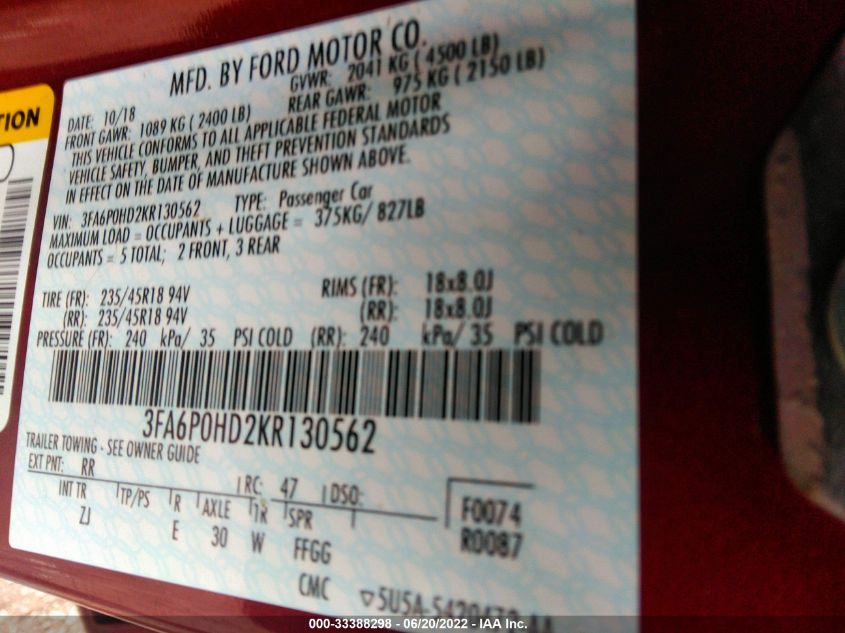 TION
MFD. BY FORD MOTOR CO.
DATE: 10/18 GVWR: 2041 KG ( 4500 LB)
FRONT GAWR: 1089 KG ( 2400 LB) REAR GAWR: 975 KG ( 2150 LB)
THIS VEHICLE CONFORMS TO ALL APPLICABLE FEDERAL MOTOR
VEHICLE SAFETY, BUMPER, AND THEFT PREVENTION STANDARDS
IN EFFECT ON THE DATE OF MANUFACTURE SHOWN ABOVE.
VIN: 3FA6P0HD2KR130562 TYPE: Passenger Car
MAXIMUM LOAD = OCCUPANTS + LUGGAGE = 375KG/ 827LB
OCCUPANTS = 5 TOTAL; 2 FRONT, 3 REAR
TIRE (FR): 235/45R18 94V RIMS (FR): 18x8.0J
(RR): 235/45R18 94V (RR): 18x8.0J
PRESSURE (FR): 240 kPa/ 35 PSI COLD (RR): 240 kPa/ 35 PSI COLD
3FA6P0HD2KR130562
TRAILER TOWING - SEE OWNER GUIDE
EXT PNT: RR RC: 47 DSO:
INT TR TP/PS R AXLE TR SPR F0074
ZJ E 30 W FFGG R0087
CMC
000-33388298 - 06/20/2022 - IAA Inc.